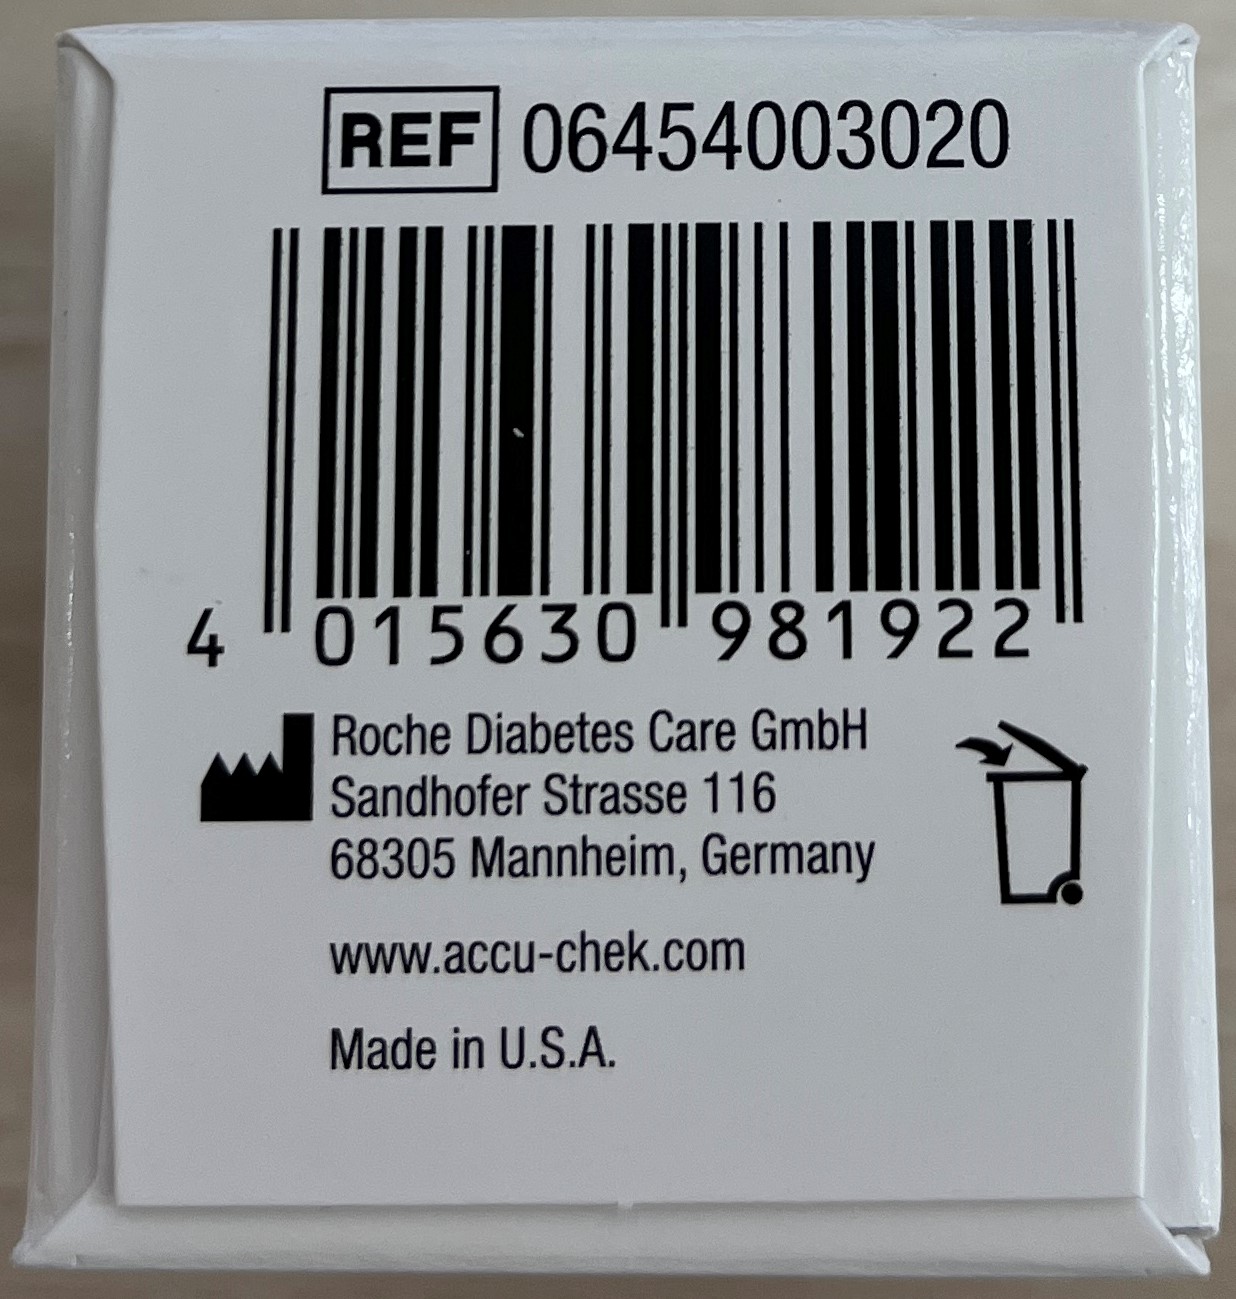 REF 06454003020
4 015630 981922
Roche Diabetes Care GmbH
Sandhofer Strasse 116
68305 Mannheim, Germany
www.accu-chek.com
Made in U.S.A.